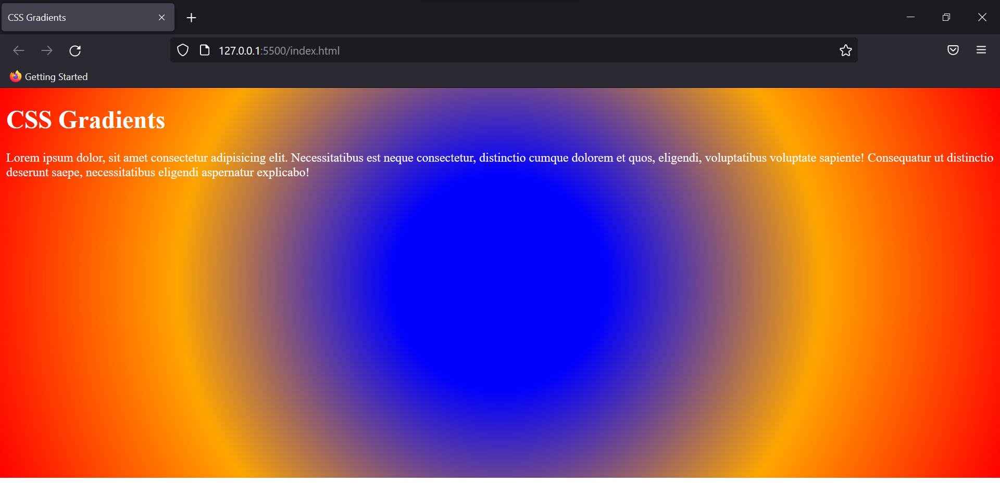 CSS Gradients
127.0.0.1:5500/index.html
Getting Started
CSS Gradients
Lorem ipsum dolor, sit amet consectetur adipisicing elit. Necessitatibus est neque consectetur, distinctio cumque dolorem et quos, eligendi, voluptatibus voluptate sapiente! Consequatur ut distinctio
deserunt saepe, necessitatibus eligendi aspernatur explicabo!